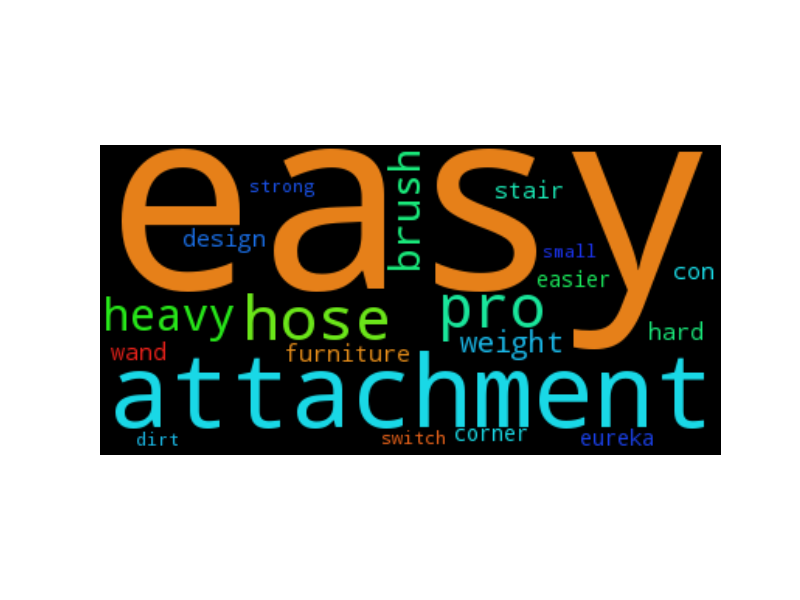 easy
brush
strong
stair
design
small
con
easier
heavy
hose
pro
hard
weight
wand
furniture
attachment
dirt
switch
corner
eureka